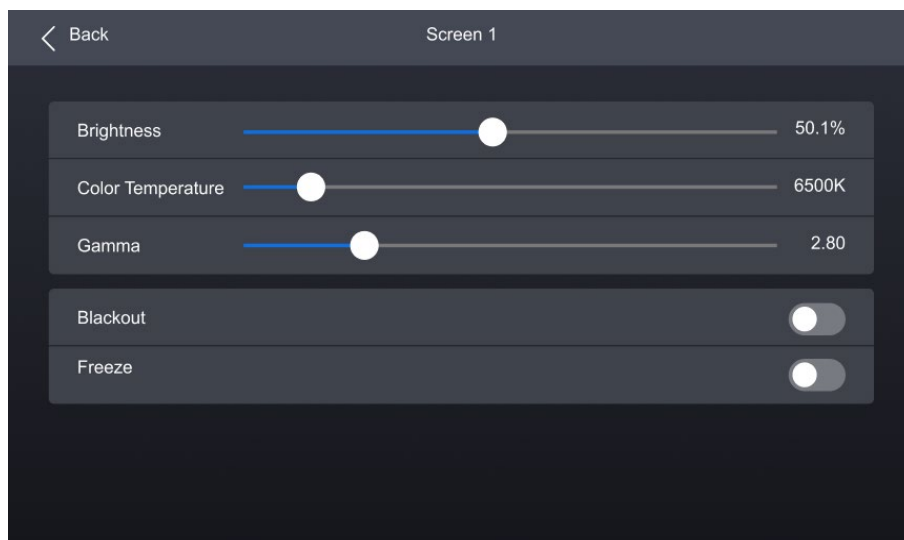 Back
Screen 1
Brightness 50.1%
Color Temperature 6500K
Gamma 2.80
Blackout
Freeze